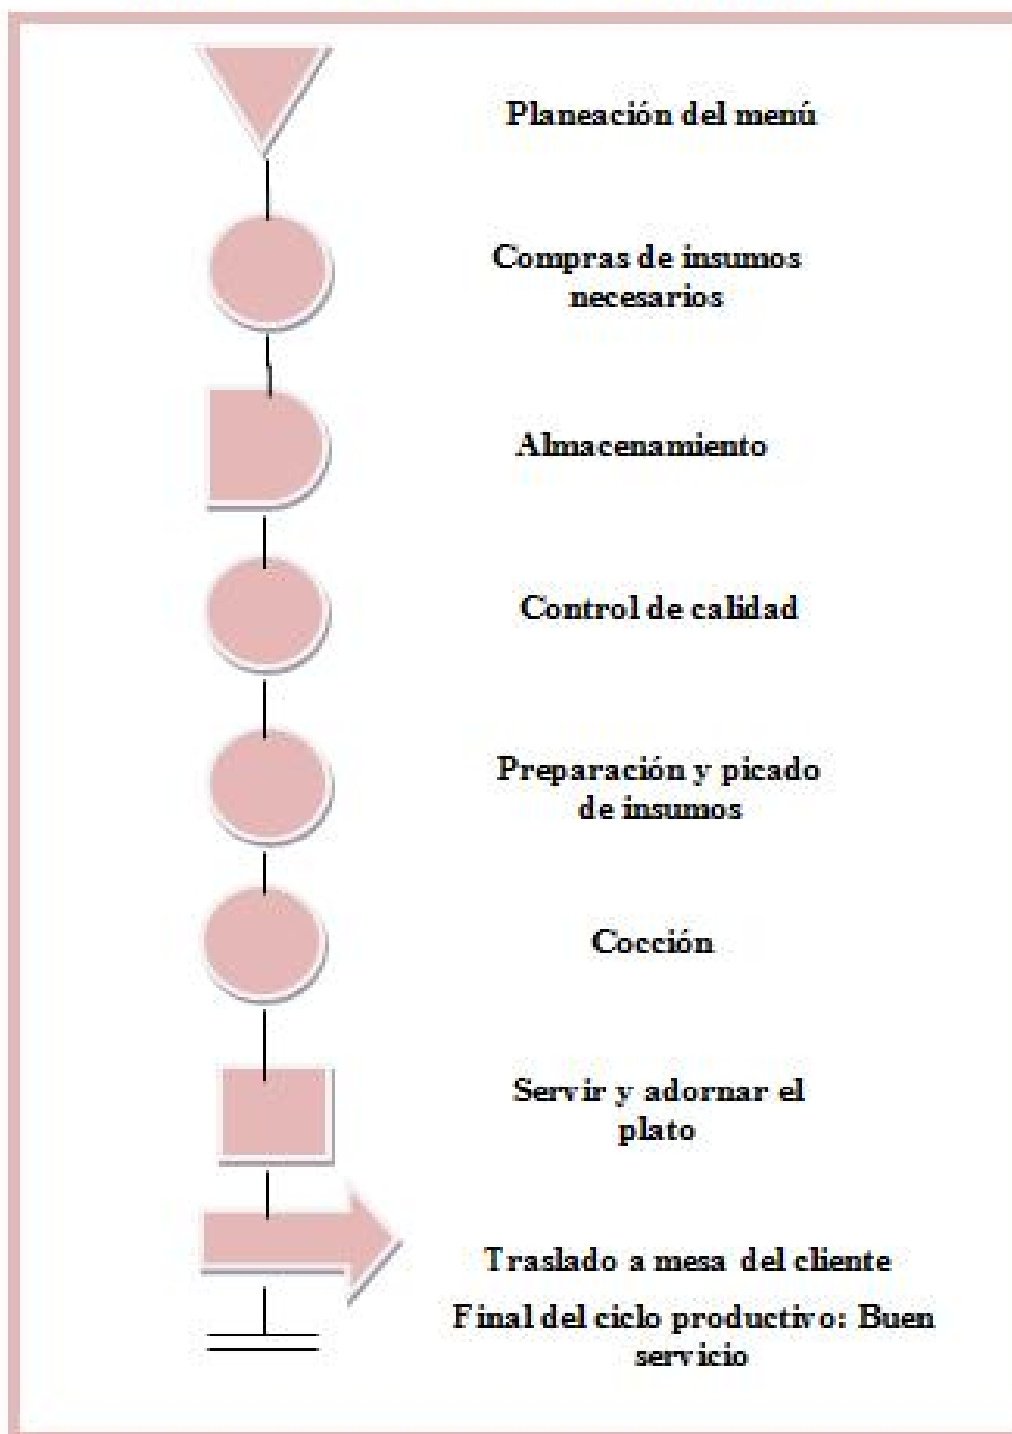 Planeación del menú
Compras de insumos
necesarios
Almacenamiento
Control de calidad
Preparación y picado
de insumos
Cocción
Servir y adornar el
plato
Traslado a mesa del cliente
Final del ciclo productivo: Buen
servicio